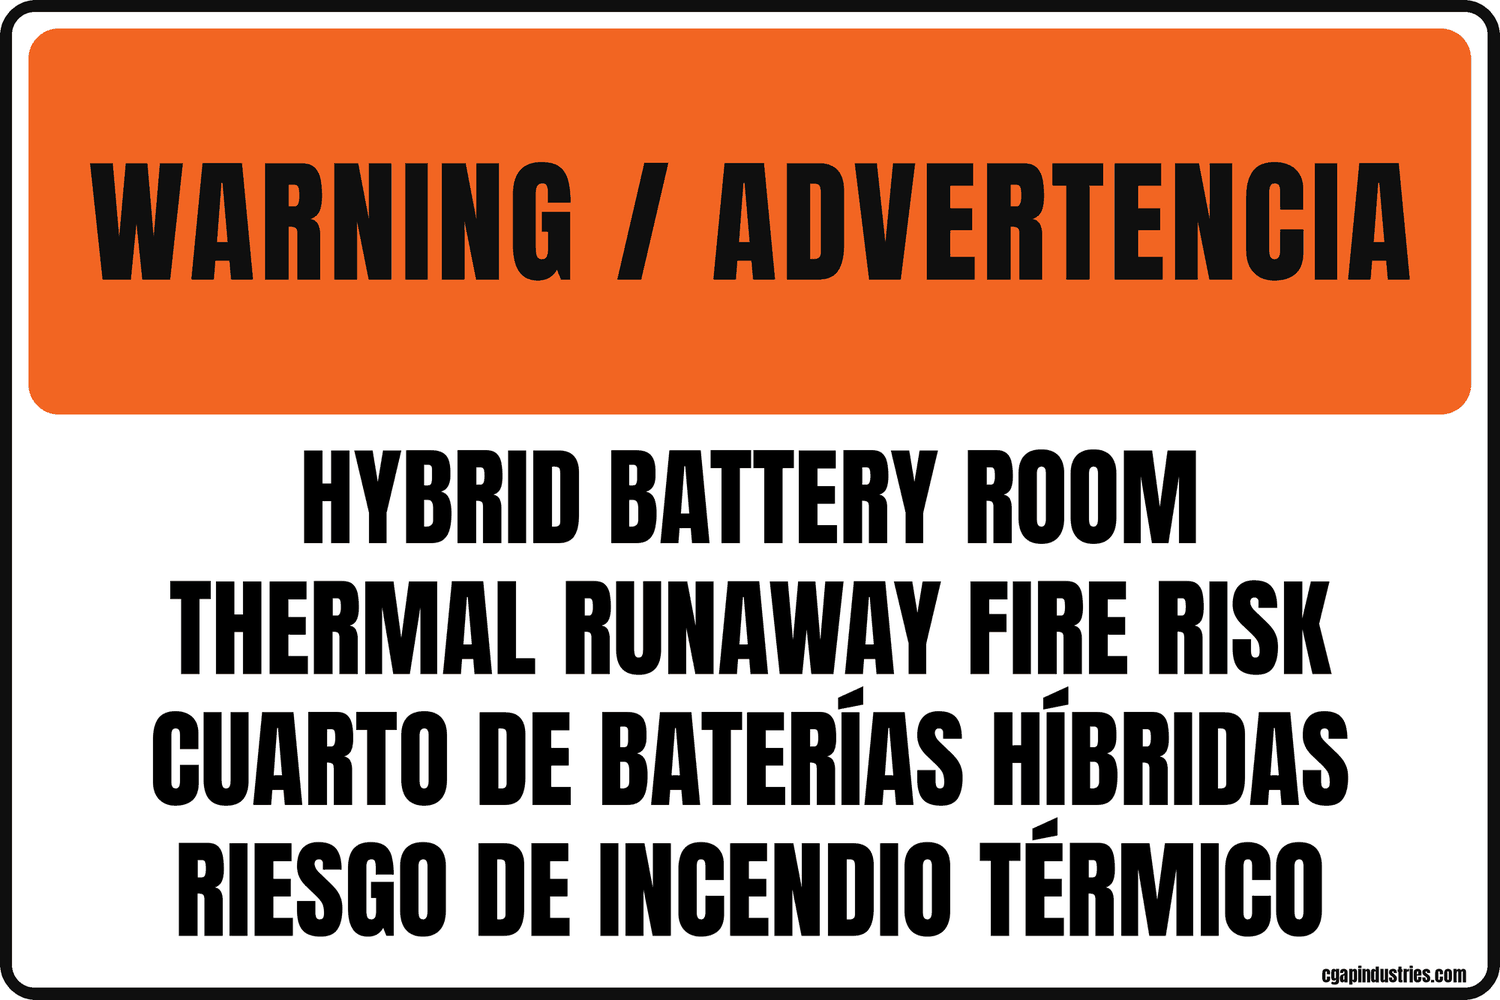 WARNING / ADVERTENCIA
HYBRID BATTERY ROOM
THERMAL RUNAWAY FIRE RISK
CUARTO DE BATERÍAS HÍBRIDAS
RIESGO DE INCENDIO TÉRMICO
cgapindustries.com